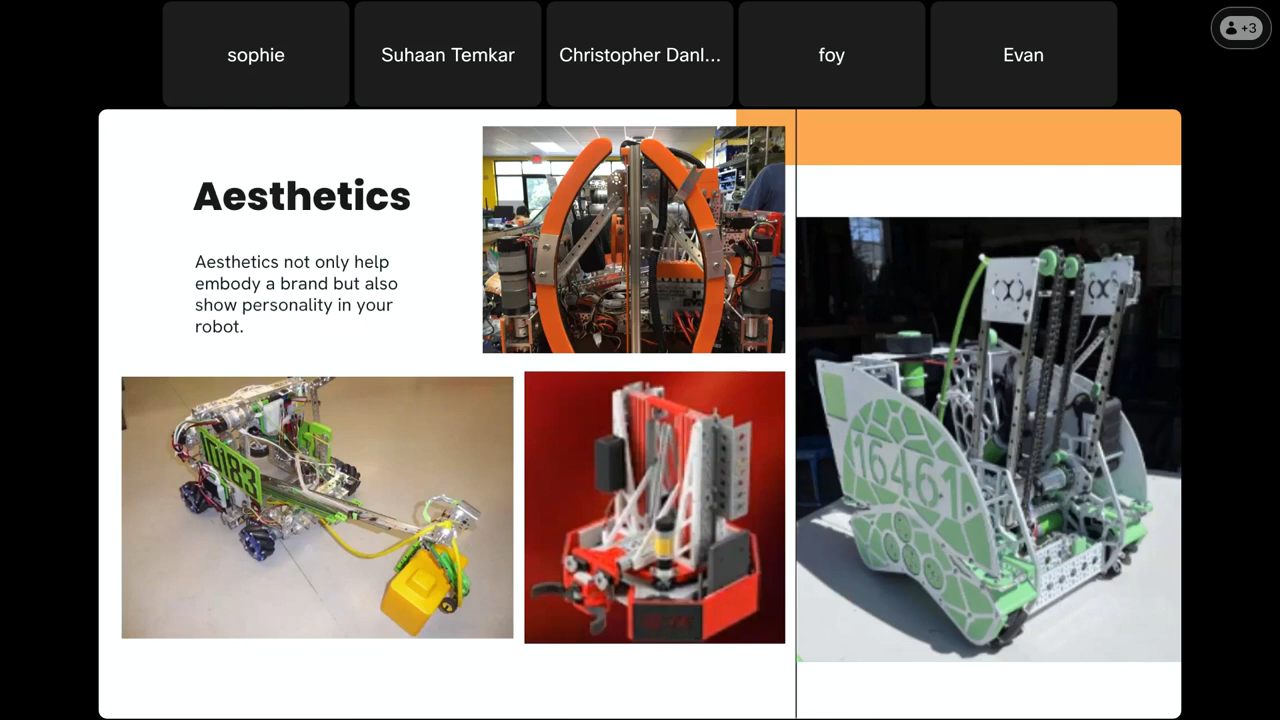 sophie
Suhaan Temkar
Christopher Danl...
foy
Evan
+3
Aesthetics
Aesthetics not only help
embody a brand but also
show personality in your
robot.
16461